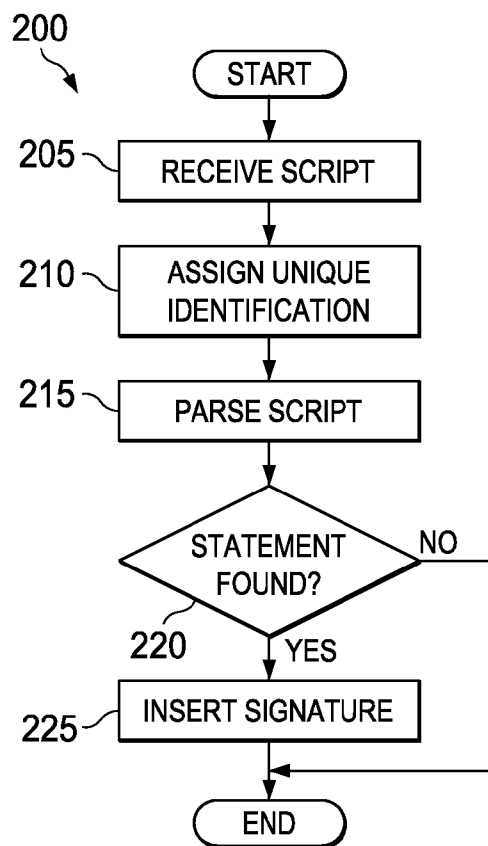 200
START
205
RECEIVE SCRIPT
210
ASSIGN UNIQUE
IDENTIFICATION
215
PARSE SCRIPT
STATEMENT
FOUND?
NO
220
YES
225
INSERT SIGNATURE
END